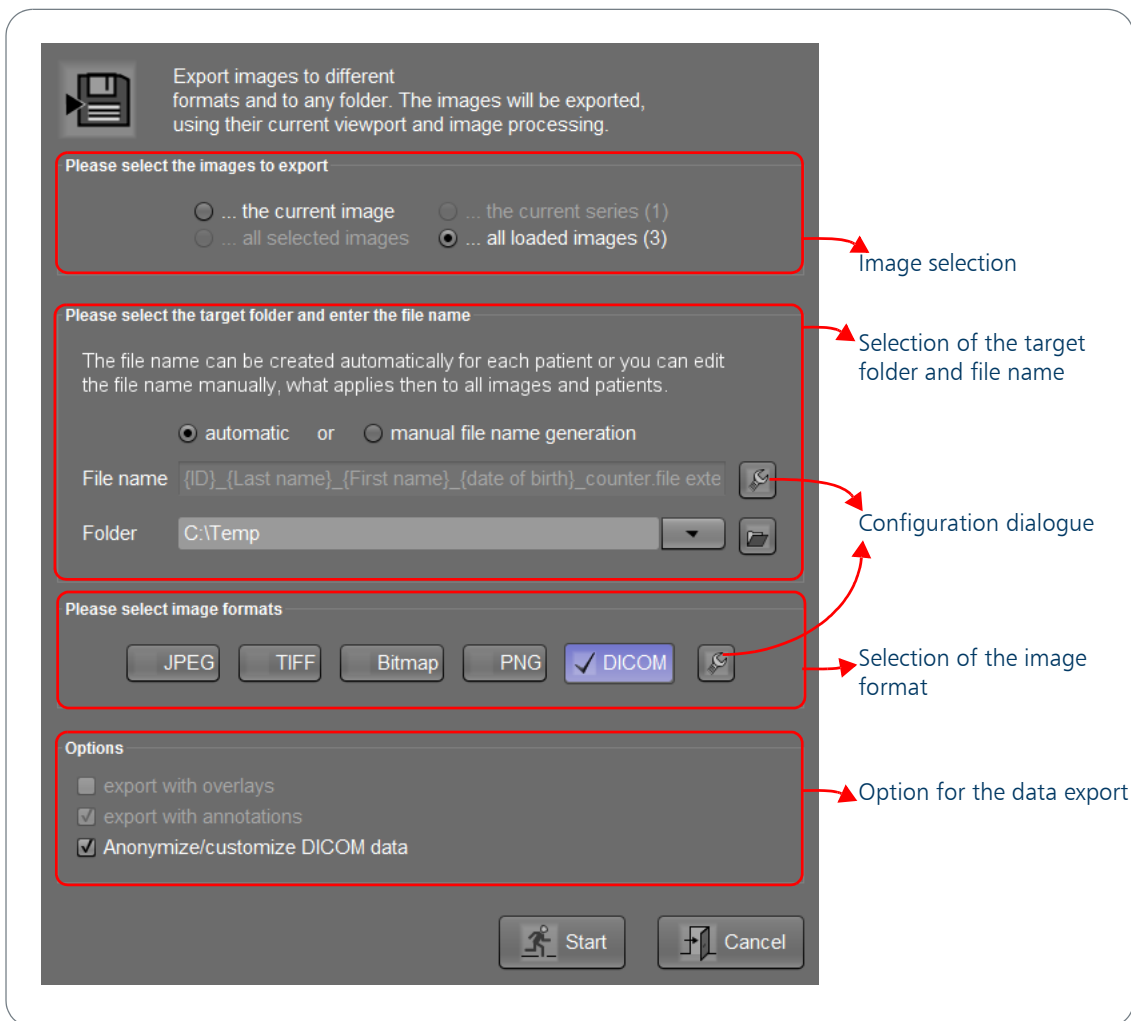 Export images to different
formats and to any folder. The images will be exported,
using their current viewport and image processing.
Please select the images to export
... the current image
... the current series (1)
... all selected images
... all loaded images (3)
Image selection
Please select the target folder and enter the file name
Selection of the target
folder and file name
The file name can be created automatically for each patient or you can edit
the file name manually, what applies then to all images and patients.
automatic or manual file name generation
File name {ID}_{Last name}_{First name}_{date of birth}_counter.file exte
Folder C:\Temp
Configuration dialogue
Please select image formats
JPEG TIFF Bitmap PNG DICOM
Selection of the image
format
Options
export with overlays
export with annotations
Anonymize/customize DICOM data
Option for the data export
Start Cancel